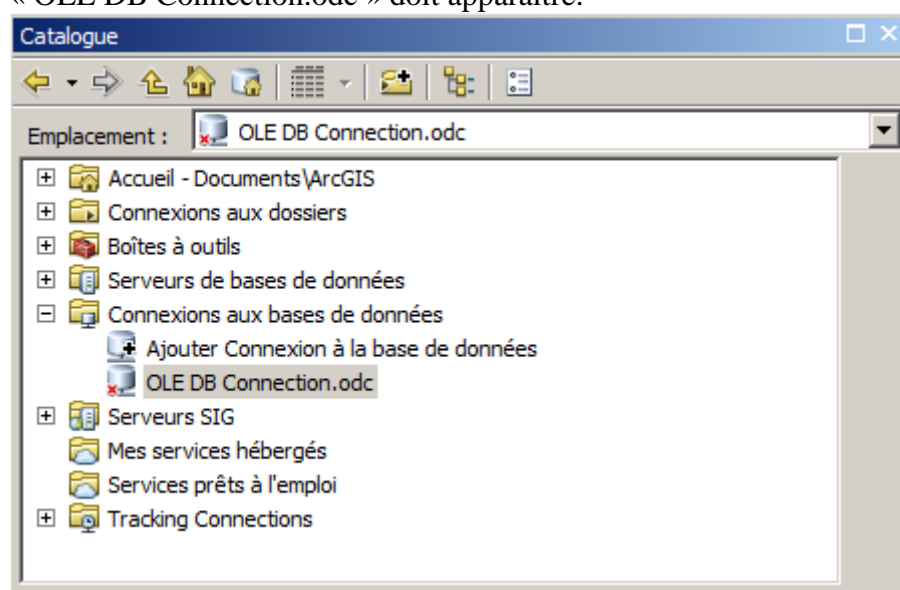 « OLE DB Connection.odc » doit apparaître.
Catalogue
Emplacement : OLE DB Connection.odc
Accueil - Documents\ArcGIS
Connexions aux dossiers
Boîtes à outils
Serveurs de bases de données
Connexions aux bases de données
Ajouter Connexion à la base de données
OLE DB Connection.odc
Serveurs SIG
Mes services hébergés
Services prêts à l'emploi
Tracking Connections